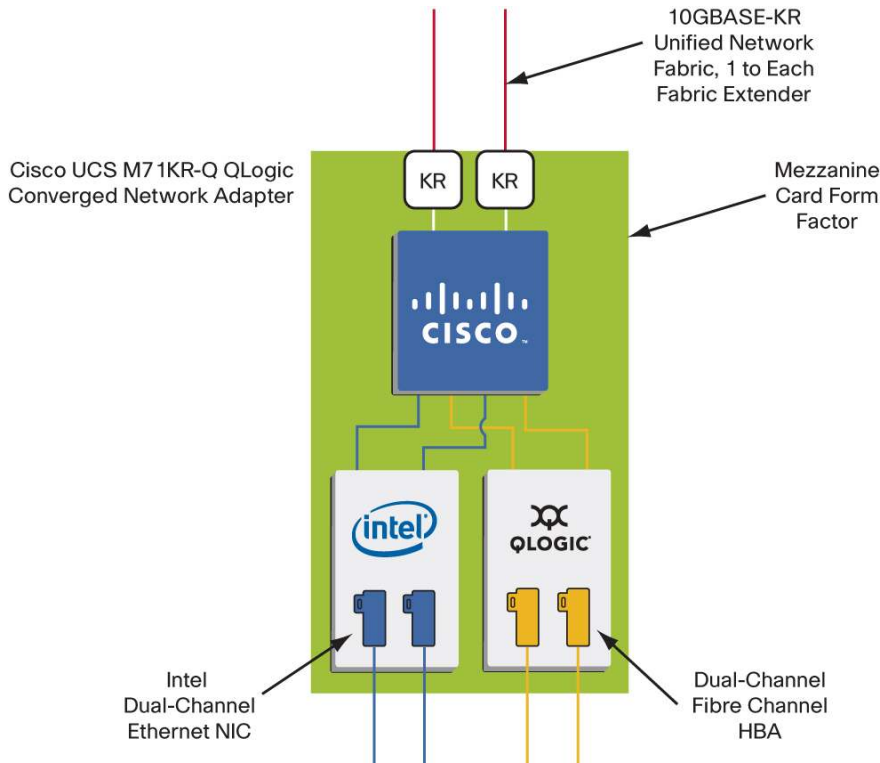 10GBASE-KR
Unified Network
Fabric, 1 to Each
Fabric Extender
Cisco UCS M71KR-Q QLogic
Converged Network Adapter
KR
KR
Mezzanine
Card Form
Factor
CISCO™
intel®
QLOGIC®
Intel
Dual-Channel
Ethernet NIC
Dual-Channel
Fibre Channel
HBA